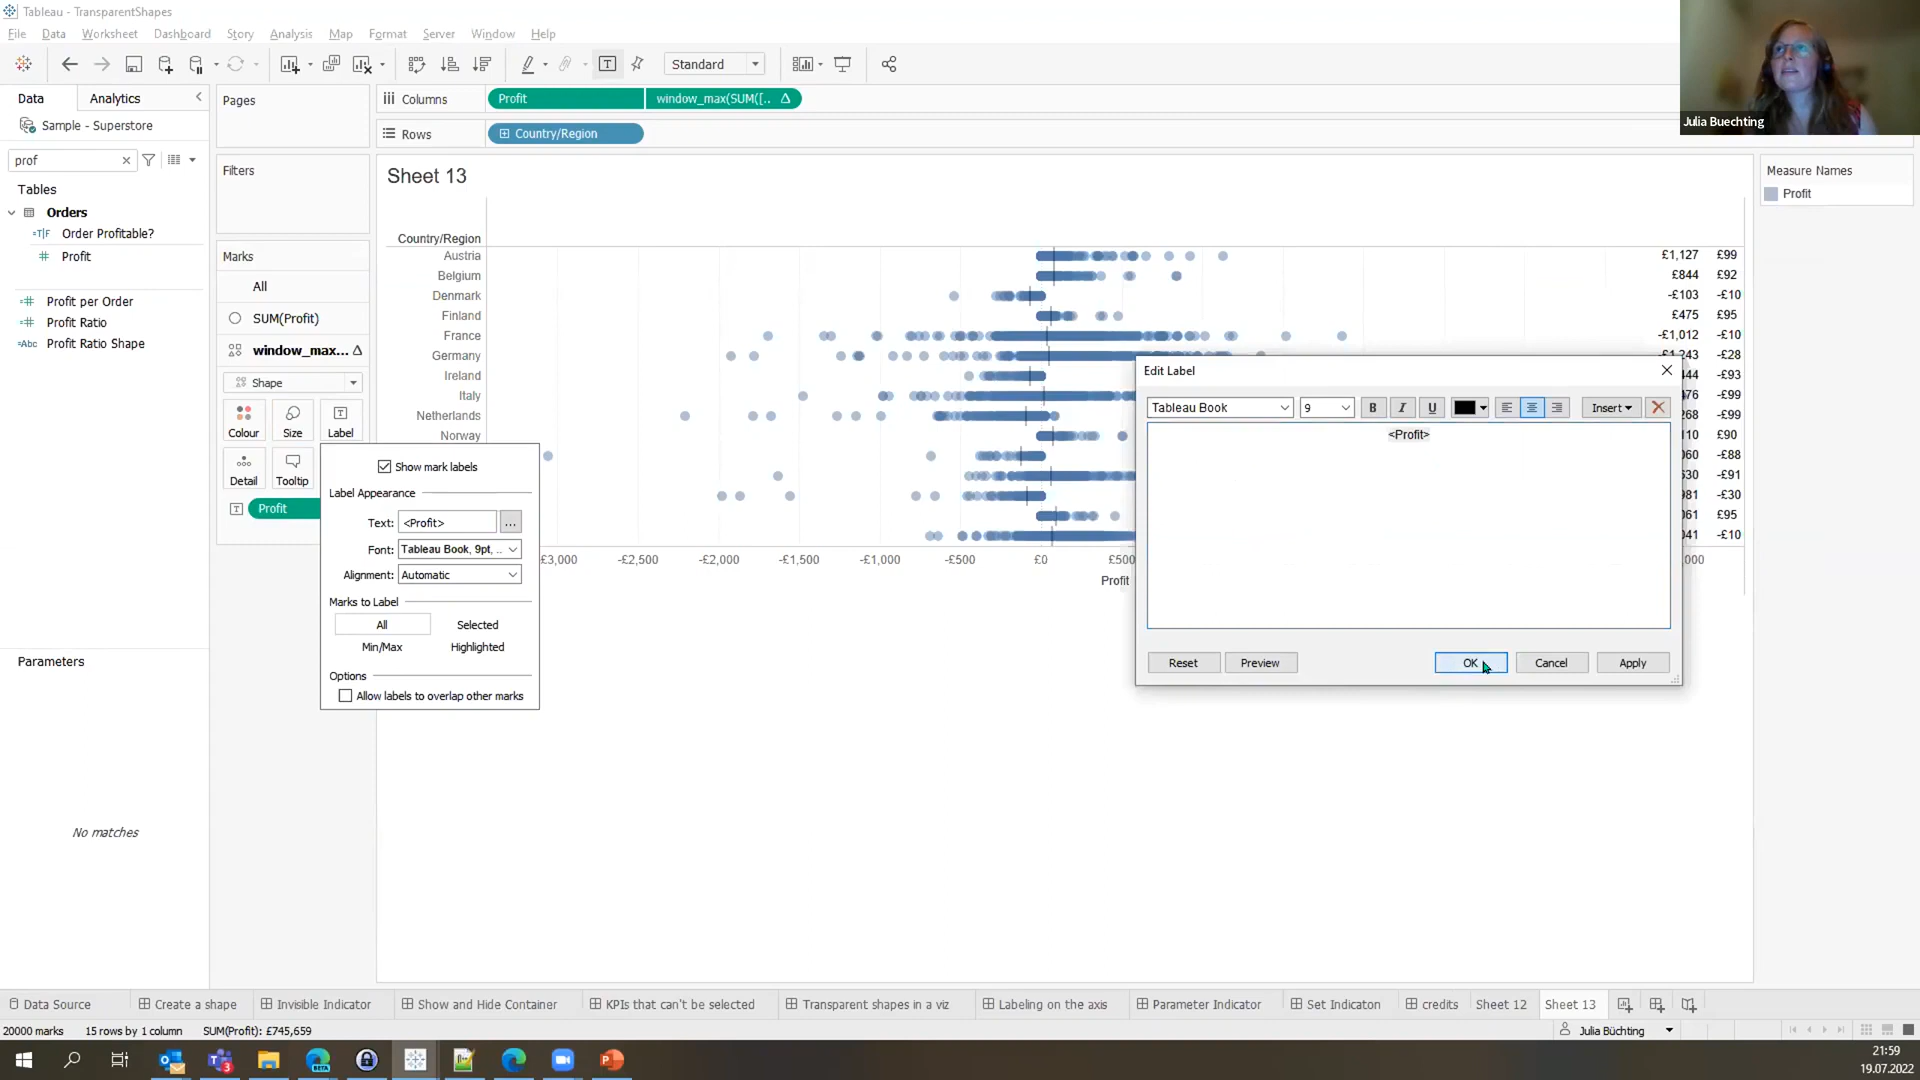 Tableau - TransparentShapes
File Data Worksheet Dashboard Story Analysis Map Format Server Window Help
Standard
Julia Buechting
Data Analytics
Sample - Superstore
prof
Tables
Orders
Order Profitable?
Profit
Profit per Order
Profit Ratio
Profit Ratio Shape
Parameters
No matches
Pages
Filters
Marks
All
SUM(Profit)
window_max...
Shape
Colour Size Label
Detail Tooltip
Profit
Columns Profit window_max(SUM([..
Rows Country/Region
Sheet 13
Country/Region
Austria £1,127 £99
Belgium £844 £92
Denmark -£103 -£10
Finland £475 £95
France -£1,012 -£10
Germany -£28
Ireland 444 -£93
Italy 476 -£99
Netherlands 268 -£99
Norway 110 £90
060 -£88
630 -£91
981 -£30
061 £95
041 -£10
£3,000 -£2,500 -£2,000 -£1,500 -£1,000 -£500 £0 £500 ,000
Profit
Measure Names
Profit
Show mark labels
Label Appearance
Text: <Profit> ...
Font: Tableau Book, 9pt, ..
Alignment: Automatic
Marks to Label
All Selected
Min/Max Highlighted
Options
Allow labels to overlap other marks
Edit Label
Tableau Book 9 B I U Insert
<Profit>
Reset Preview OK Cancel Apply
Data Source Create a shape Invisible Indicator Show and Hide Container KPIs that can't be selected Transparent shapes in a viz Labeling on the axis Parameter Indicator Set Indicaton credits Sheet 12 Sheet 13
20000 marks 15 rows by 1 column SUM(Profit): £745,659 Julia Büchting
21:59
19.07.2022